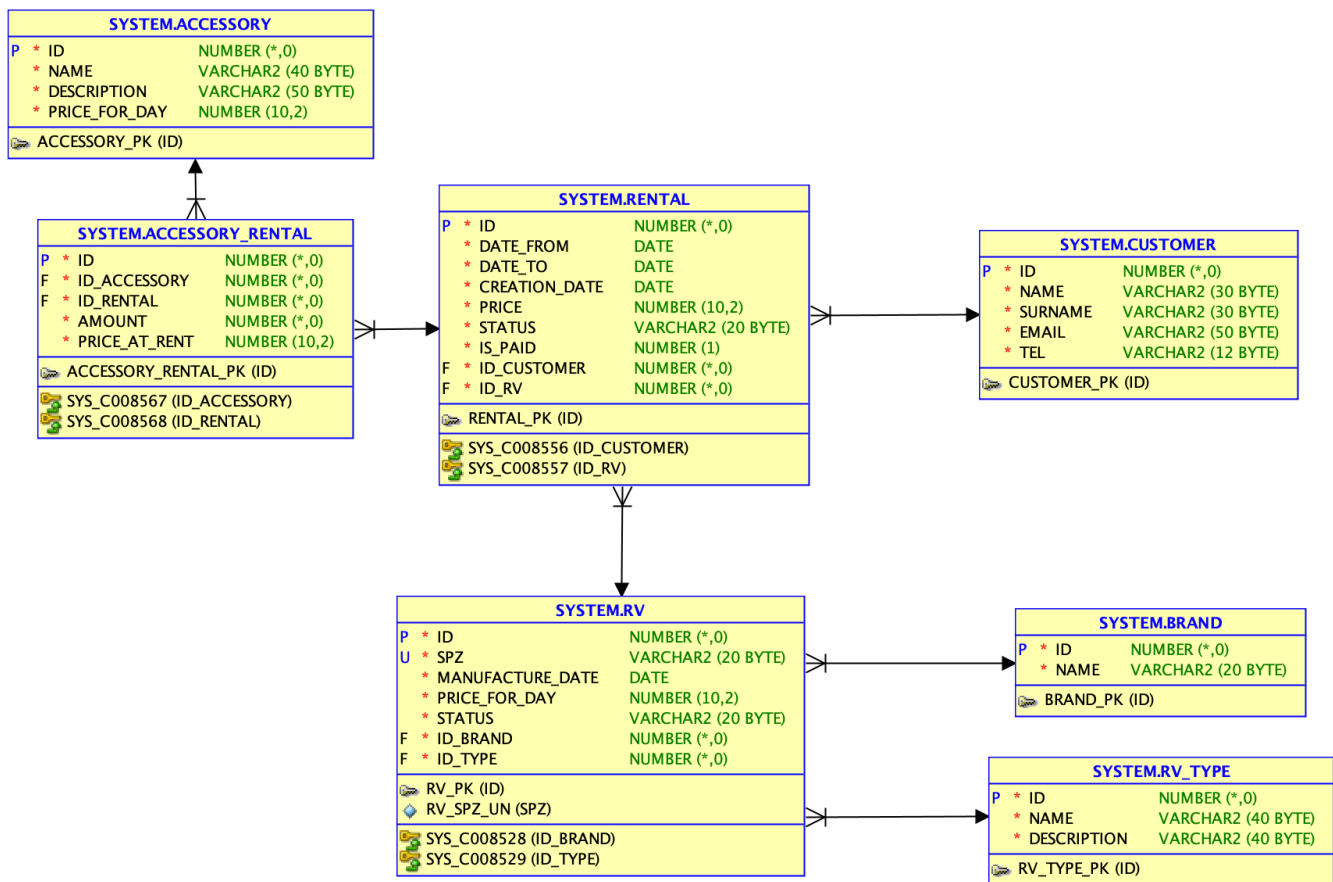 SYSTEM.ACCESSORY
P * ID NUMBER (*,0)
* NAME VARCHAR2 (40 BYTE)
* DESCRIPTION VARCHAR2 (50 BYTE)
* PRICE_FOR_DAY NUMBER (10,2)
ACCESSORY_PK (ID)
SYSTEM.ACCESSORY_RENTAL
P * ID NUMBER (*,0)
F * ID_ACCESSORY NUMBER (*,0)
F * ID_RENTAL NUMBER (*,0)
* AMOUNT NUMBER (*,0)
* PRICE_AT_RENT NUMBER (10,2)
ACCESSORY_RENTAL_PK (ID)
SYS_C008567 (ID_ACCESSORY)
SYS_C008568 (ID_RENTAL)
SYSTEM.RENTAL
P * ID NUMBER (*,0)
* DATE_FROM DATE
* DATE_TO DATE
* CREATION_DATE DATE
* PRICE NUMBER (10,2)
* STATUS VARCHAR2 (20 BYTE)
* IS_PAID NUMBER (1)
F * ID_CUSTOMER NUMBER (*,0)
F * ID_RV NUMBER (*,0)
RENTAL_PK (ID)
SYS_C008556 (ID_CUSTOMER)
SYS_C008557 (ID_RV)
SYSTEM.CUSTOMER
P * ID NUMBER (*,0)
* NAME VARCHAR2 (30 BYTE)
* SURNAME VARCHAR2 (30 BYTE)
* EMAIL VARCHAR2 (50 BYTE)
* TEL VARCHAR2 (12 BYTE)
CUSTOMER_PK (ID)
SYSTEM.RV
P * ID NUMBER (*,0)
U * SPZ VARCHAR2 (20 BYTE)
* MANUFACTURE_DATE DATE
* PRICE_FOR_DAY NUMBER (10,2)
* STATUS VARCHAR2 (20 BYTE)
F * ID_BRAND NUMBER (*,0)
F * ID_TYPE NUMBER (*,0)
RV_PK (ID)
RV_SPZ_UN (SPZ)
SYS_C008528 (ID_BRAND)
SYS_C008529 (ID_TYPE)
SYSTEM.BRAND
P * ID NUMBER (*,0)
* NAME VARCHAR2 (20 BYTE)
BRAND_PK (ID)
SYSTEM.RV_TYPE
P * ID NUMBER (*,0)
* NAME VARCHAR2 (40 BYTE)
* DESCRIPTION VARCHAR2 (40 BYTE)
RV_TYPE_PK (ID)